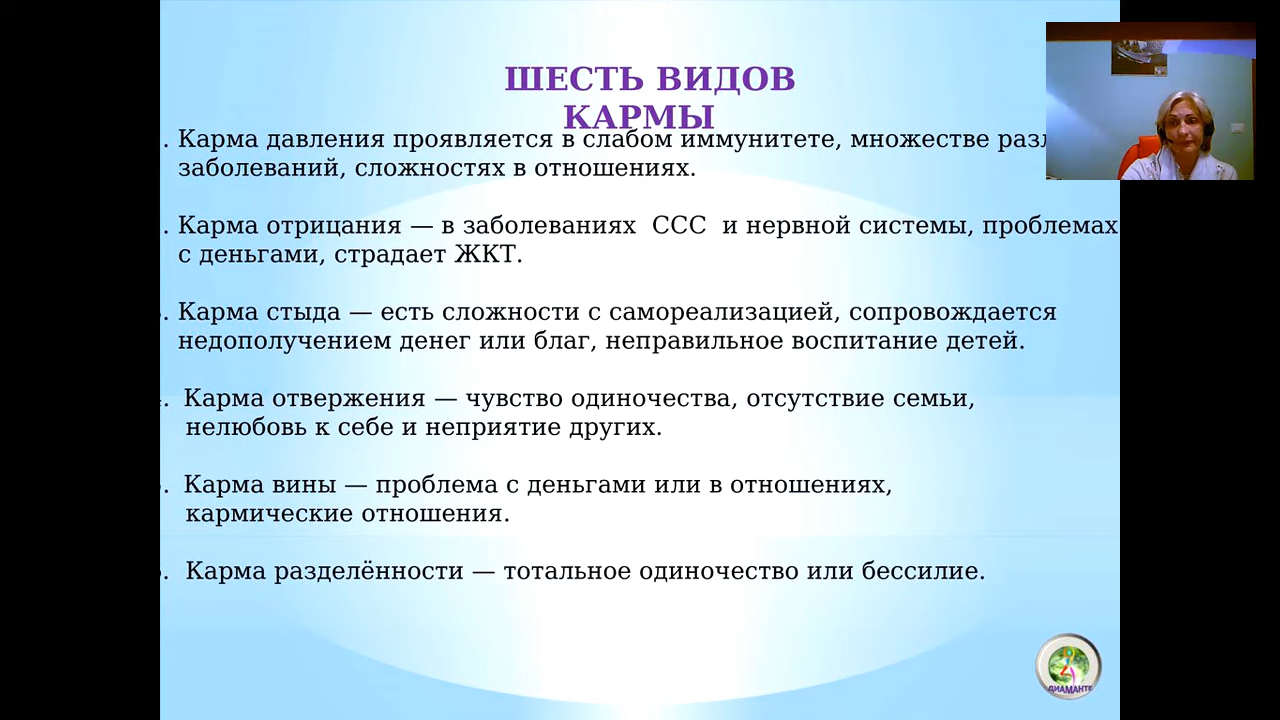 ШЕСТЬ ВИДОВ
КАРМЫ
. Карма давления проявляется в слабом иммунитете, множестве
заболеваний, сложностях в отношениях.
. Карма отрицания — в заболеваниях ССС и нервной системы, проблемах
с деньгами, страдает ЖКТ.
. Карма стыда — есть сложности с самореализацией, сопровождается
недополучением денег или благ, неправильное воспитание детей.
. Карма отвержения — чувство одиночества, отсутствие семьи,
нелюбовь к себе и неприятие других.
. Карма вины — проблема с деньгами или в отношениях,
кармические отношения.
. Карма разделённости — тотальное одиночество или бессилие.
ДИАМАНТЕ